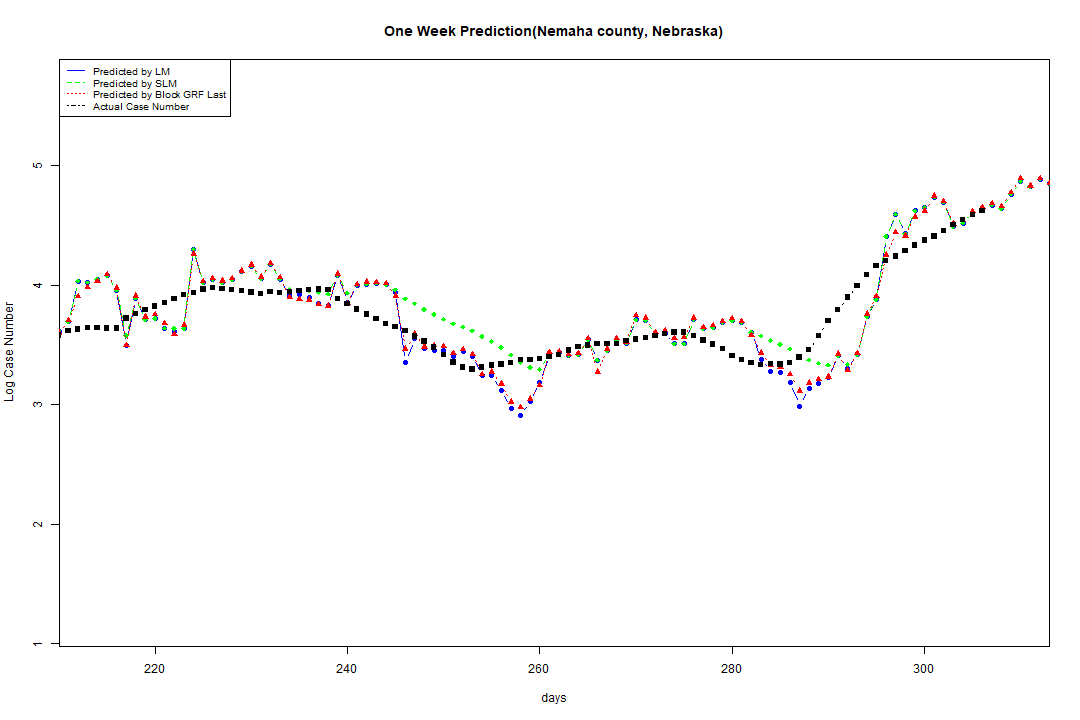 One Week Prediction(Nemaha county, Nebraska)
Predicted by LM
Predicted by SLM
Predicted by Block GRF Last
Actual Case Number
5
4
3
2
1
Log Case Number
220 240 260 280 300
days